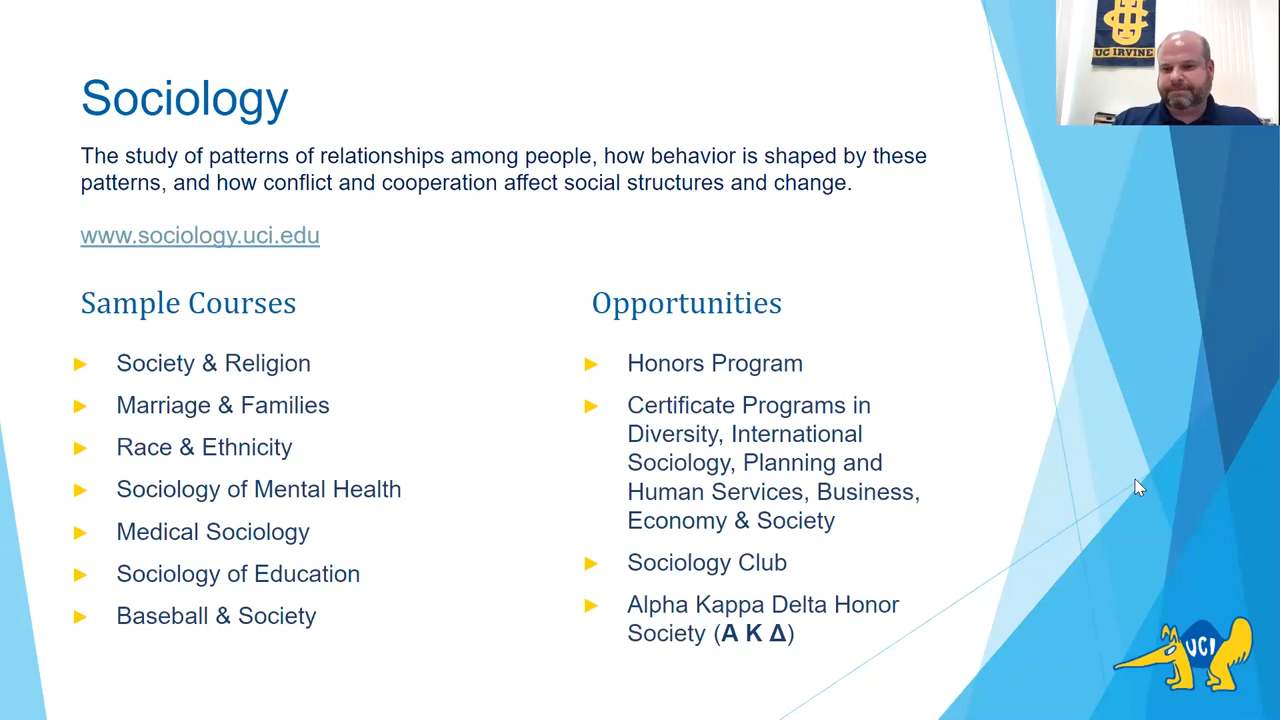 UC IRVINE
Sociology
The study of patterns of relationships among people, how behavior is shaped by these
patterns, and how conflict and cooperation affect social structures and change.
www.sociology.uci.edu
Sample Courses
Society & Religion
Marriage & Families
Race & Ethnicity
Sociology of Mental Health
Medical Sociology
Sociology of Education
Baseball & Society
Opportunities
Honors Program
Certificate Programs in
Diversity, International
Sociology, Planning and
Human Services, Business,
Economy & Society
Sociology Club
Alpha Kappa Delta Honor
Society (Α Κ Δ)
UCI